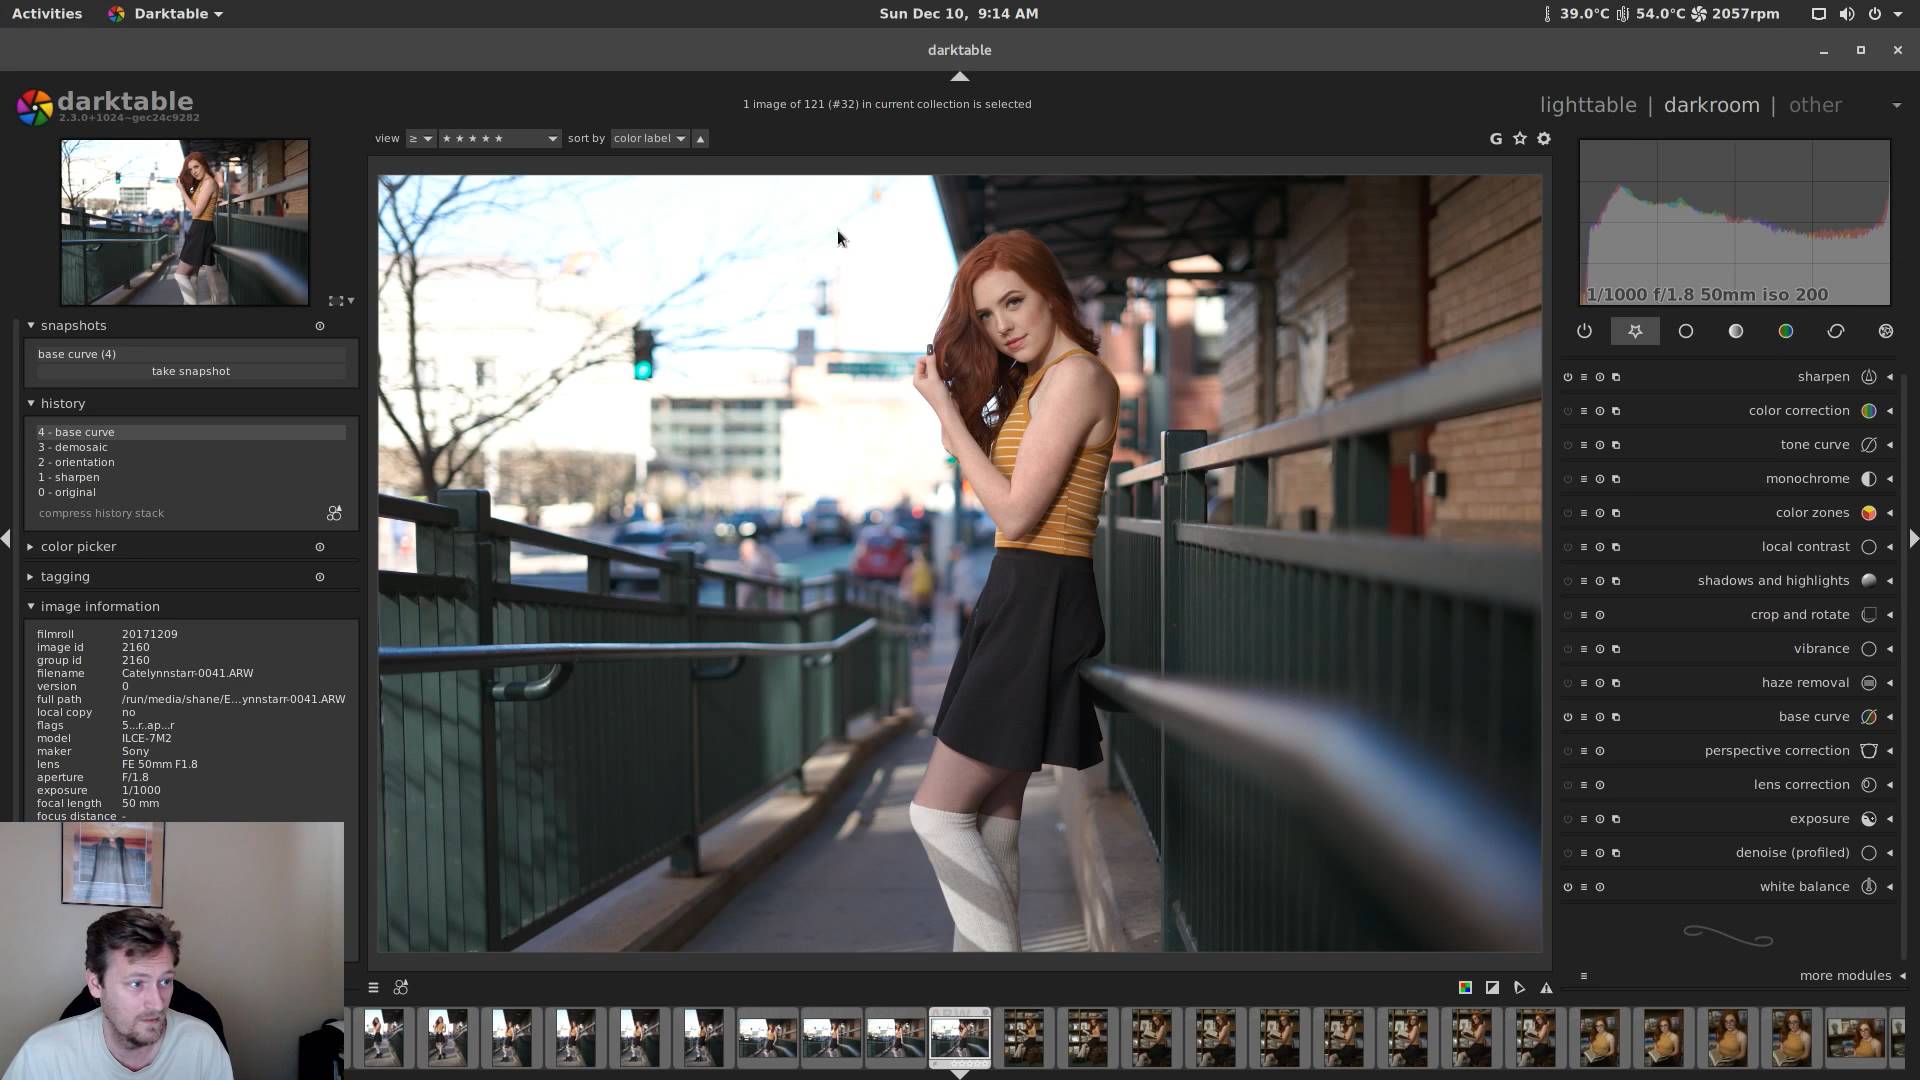 Activities
Darktable
Sun Dec 10, 9:14 AM
39.0°C
54.0°C
2057rpm
darktable
darktable
2.3.0+1024~gec24c9282
1 image of 121 (#32) in current collection is selected
lighttable | darkroom | other
view ≥ ★ ★ ★ ★ ★ sort by color label
G
1/1000 f/1.8 50mm iso 200
snapshots
base curve (4)
take snapshot
history
4 - base curve
3 - demosaic
2 - orientation
1 - sharpen
0 - original
compress history stack
color picker
tagging
image information
filmroll 20171209
image id 2160
group id 2160
filename Catelynnstarr-0041.ARW
version 0
full path /run/media/shane/E...ynnstarr-0041.ARW
local copy no
flags 5...r..ap...r
model ILCE-7M2
maker Sony
lens FE 50mm F1.8
aperture F/1.8
exposure 1/1000
focal length 50 mm
focus distance -
sharpen
color correction
tone curve
monochrome
color zones
local contrast
shadows and highlights
crop and rotate
vibrance
haze removal
base curve
perspective correction
lens correction
exposure
denoise (profiled)
white balance
more modules